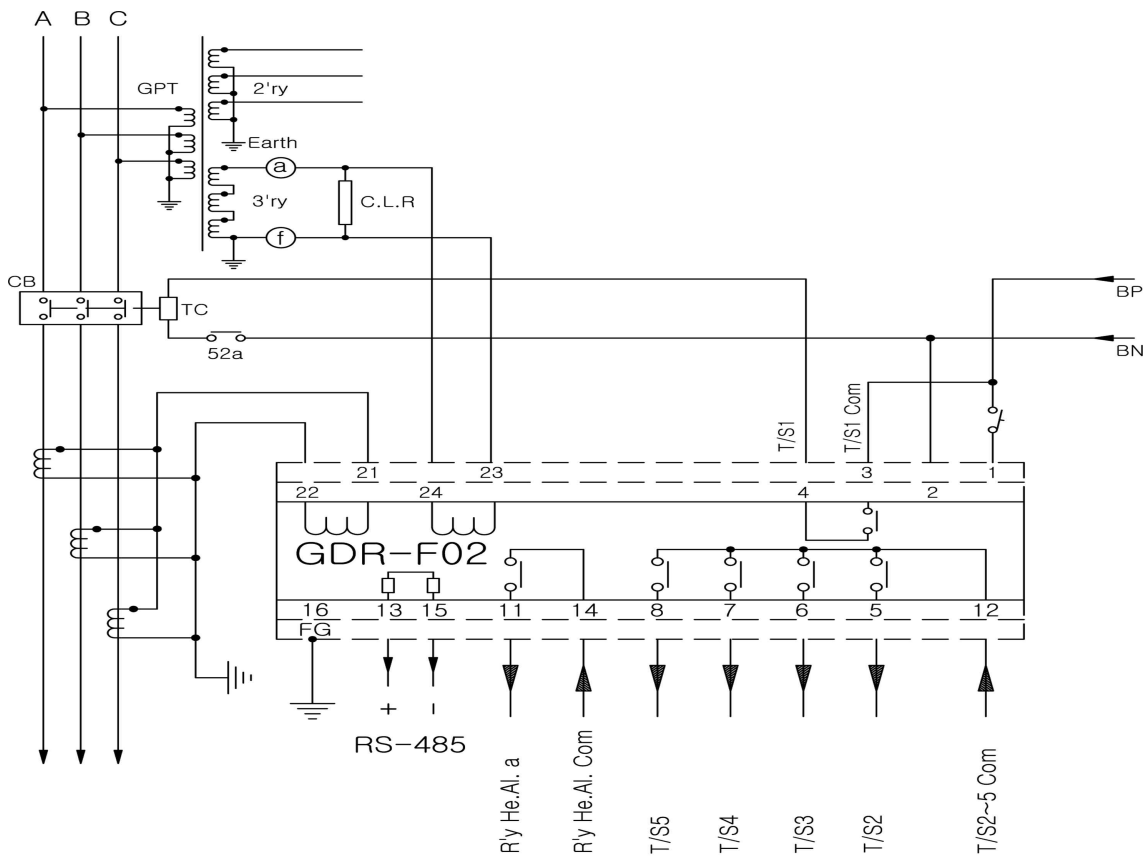 A B C
GPT
2'ry
Earth
a
3'ry
C.L.R
f
CB
TC
BP
52a
BN
T/S1
T/S1 Com
21 23 3 1
22 24 4 2
GDR-F02
16 13 15 11 14 8 7 6 5 12
FG
+ -
RS-485
R'y He.Al. a
R'y He.Al. Com
T/S5
T/S4
T/S3
T/S2
T/S2~5 Com